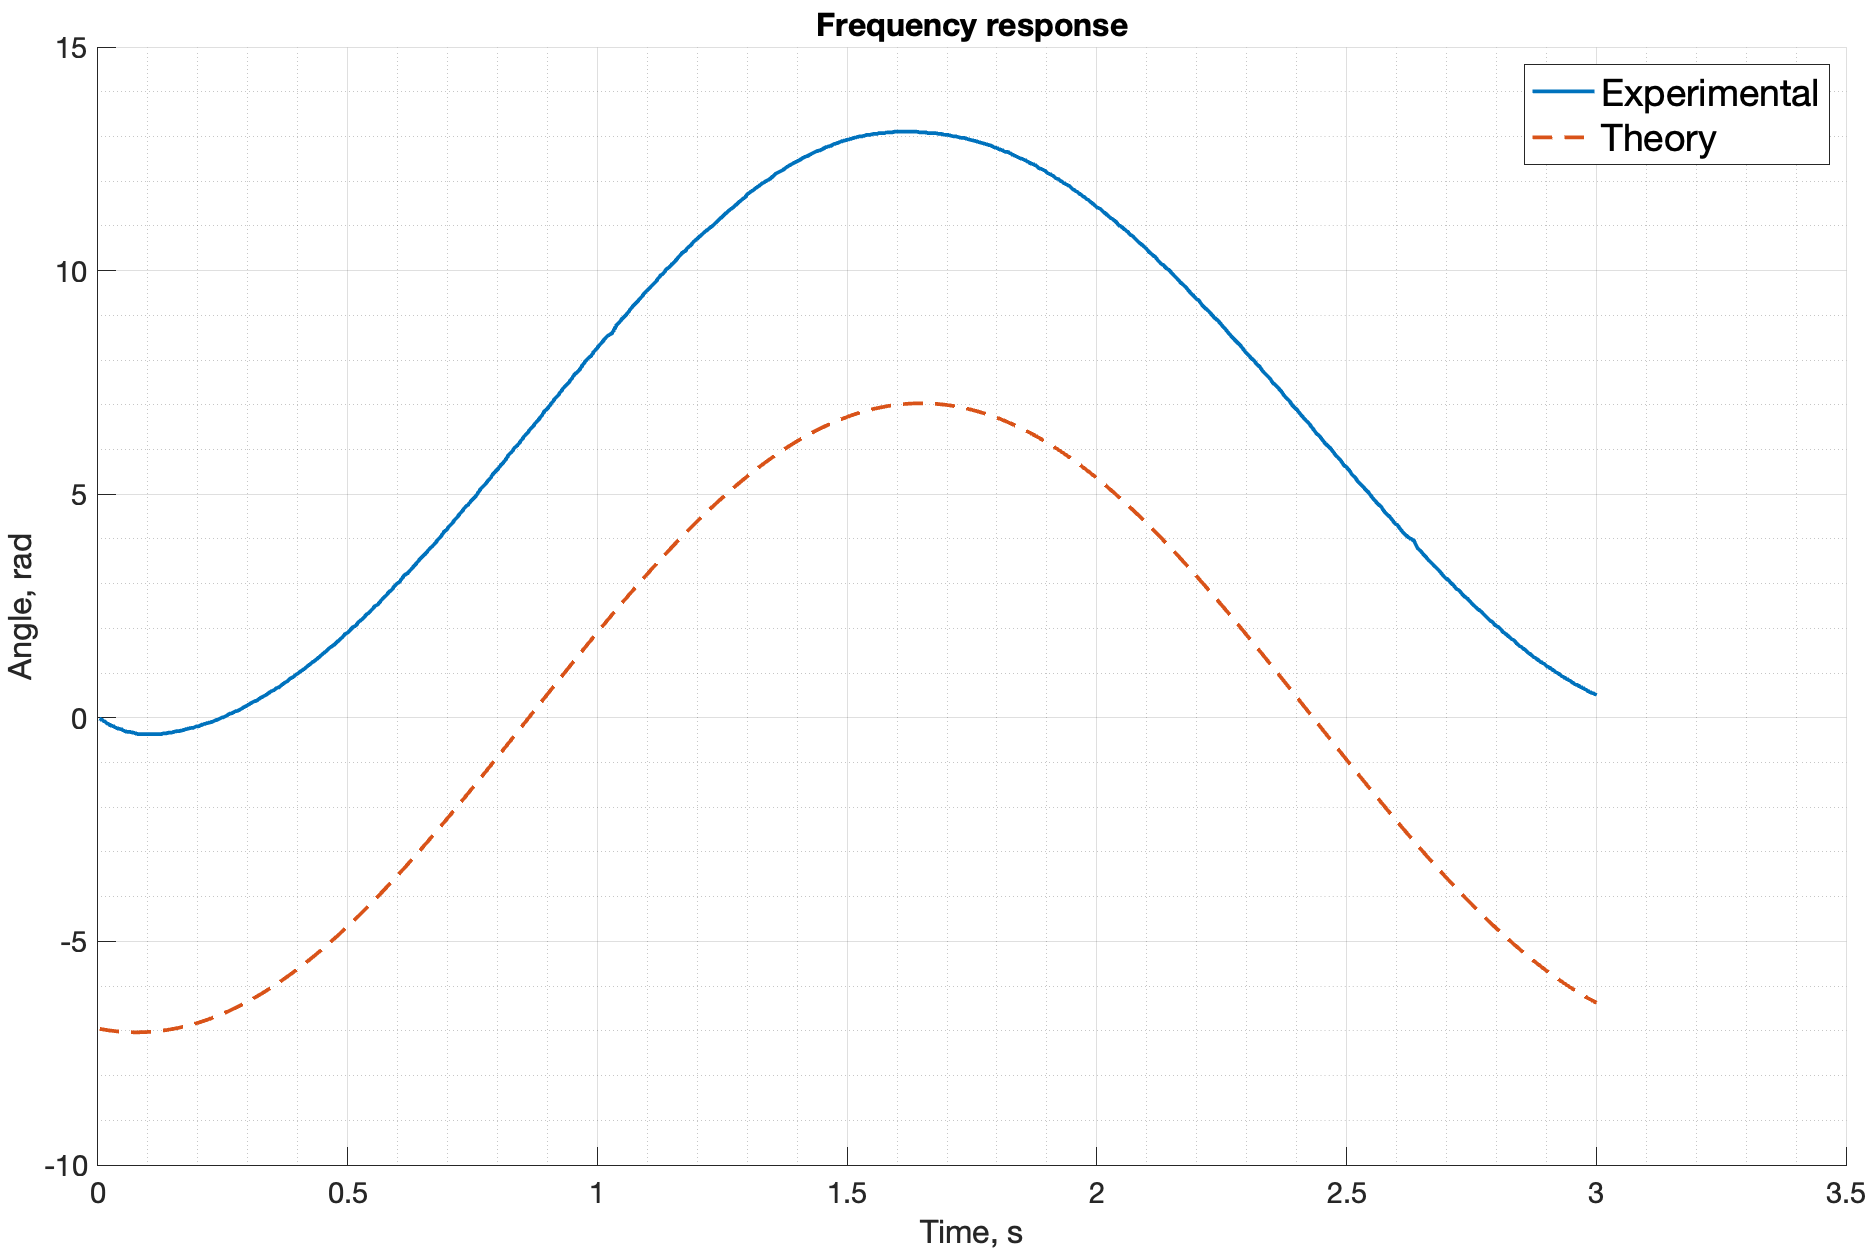 Frequency response
15
10
5
0
-5
-10
Angle, rad
Experimental
Theory
0 0.5 1 1.5 2 2.5 3 3.5
Time, s